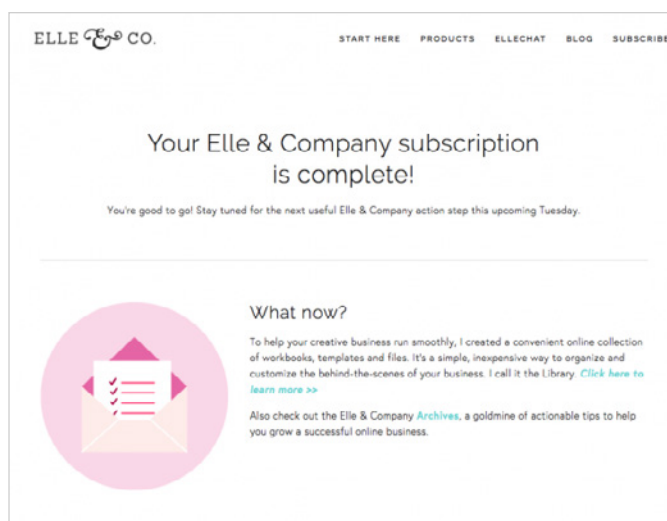 ELLE & CO.
START HERE PRODUCTS ELLECHAT BLOG SUBSCRIBE
Your Elle & Company subscription
is complete!
You're good to go! Stay tuned for the next useful Elle & Company action step this upcoming Tuesday.
What now?
To help your creative business run smoothly, I created a convenient online collection
of workbooks, templates and files. It's a simple, inexpensive way to organize and
customize the behind-the-scenes of your business. I call it the Library. Click here to
learn more >>
Also check out the Elle & Company Archives, a goldmine of actionable tips to help
you grow a successful online business.